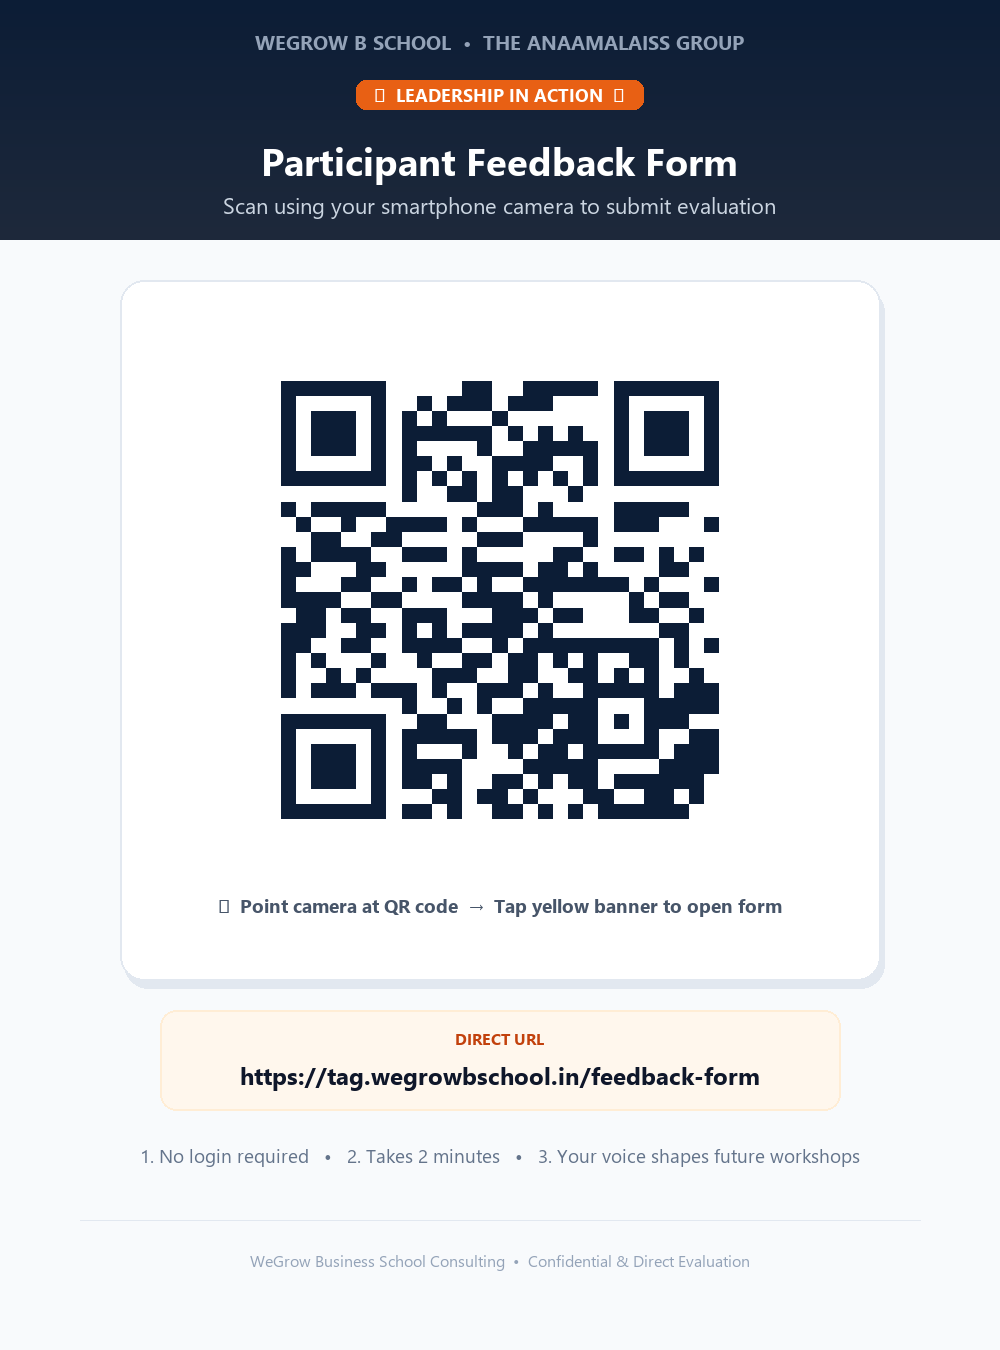 WEGROW B SCHOOL • THE ANAAMALAISS GROUP
LEADERSHIP IN ACTION
Participant Feedback Form
Scan using your smartphone camera to submit evaluation
Point camera at QR code → Tap yellow banner to open form
DIRECT URL
https://tag.wegrowbschool.in/feedback-form
1. No login required • 2. Takes 2 minutes • 3. Your voice shapes future workshops
WeGrow Business School Consulting • Confidential & Direct Evaluation